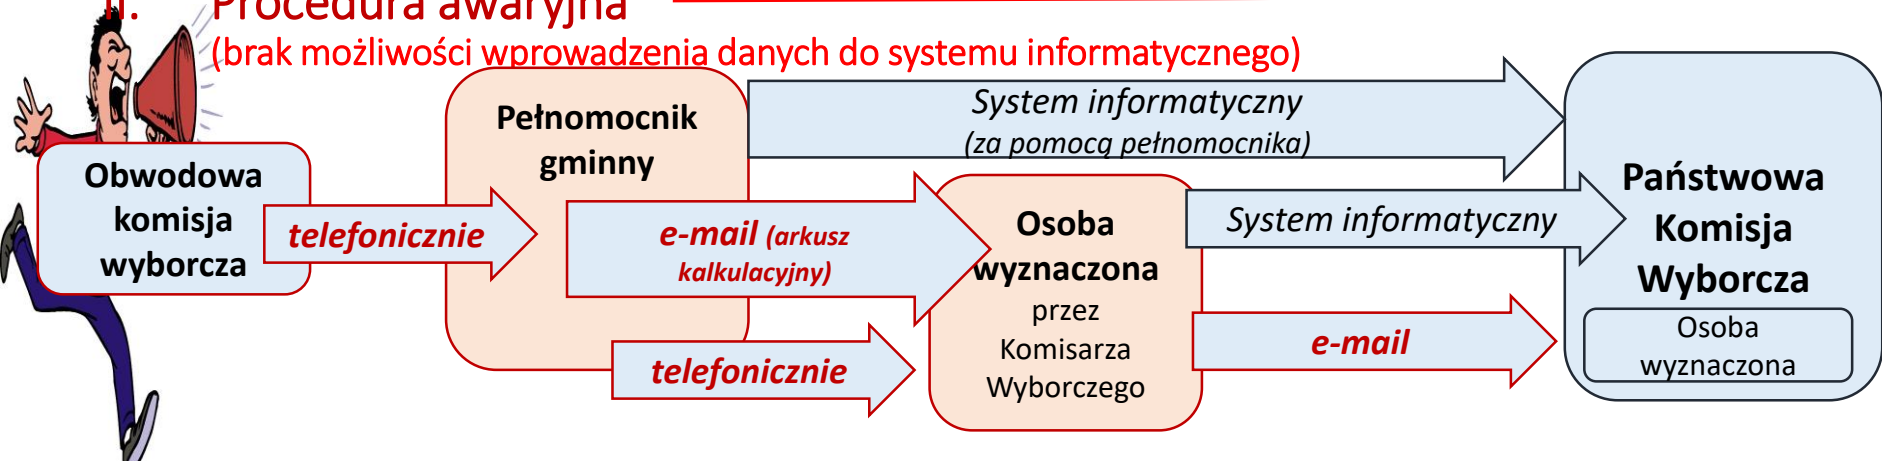 II. Procedura awaryjna
(brak możliwości wprowadzenia danych do systemu informatycznego)
Obwodowa
komisja
wyborcza
telefonicznie
Pełnomocnik
gminny
e-mail (arkusz
kalkulacyjny)
telefonicznie
System informatyczny
(za pomocą pełnomocnika)
Osoba
wyznaczona
przez
Komisarza
Wyborczego
System informatyczny
e-mail
Państwowa
Komisja
Wyborcza
Osoba
wyznaczona